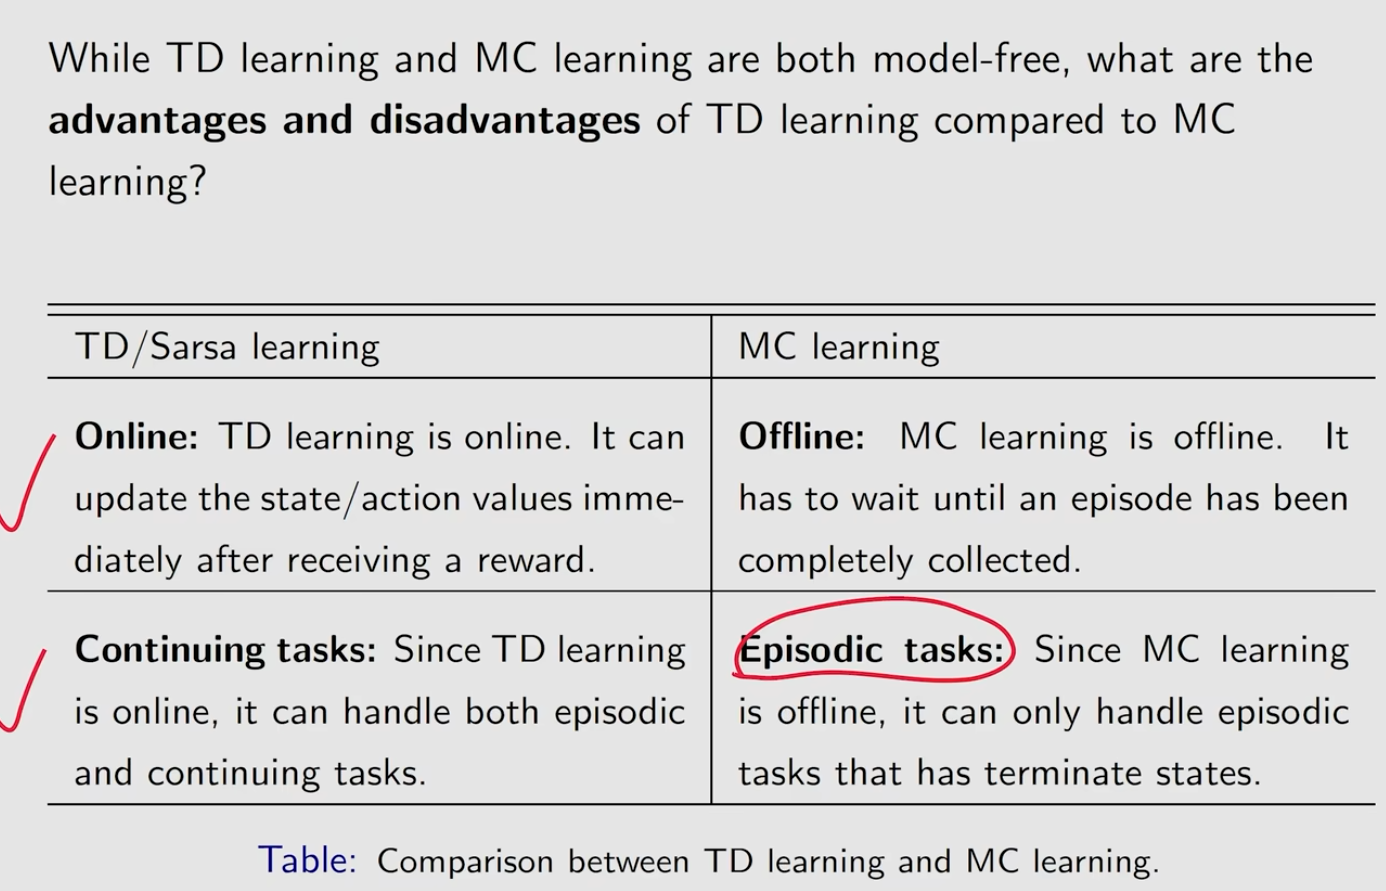 While TD learning and MC learning are both model-free, what are the
advantages and disadvantages of TD learning compared to MC
learning?
TD/Sarsa learning
MC learning
Online: TD learning is online. It can
update the state/action values imme-
diately after receiving a reward.
Offline: MC learning is offline. It
has to wait until an episode has been
completely collected.
Continuing tasks: Since TD learning
is online, it can handle both episodic
and continuing tasks.
Episodic tasks: Since MC learning
is offline, it can only handle episodic
tasks that has terminate states.
Table: Comparison between TD learning and MC learning.